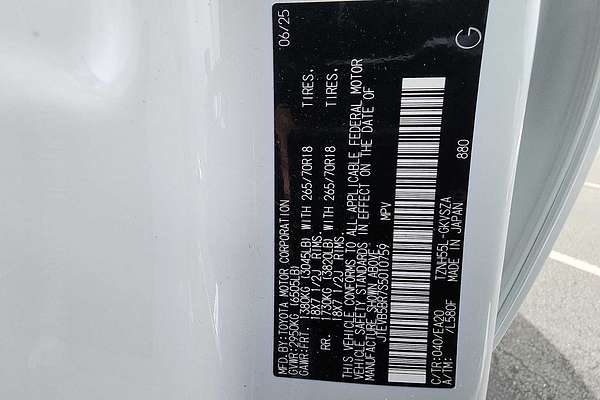 MFD.BY:TOYOTA MOTOR CORPORATION 06/25
GVWR:2950KG (6505LB)
GAWR:FRT. 1380KG (3045LB) WITH 265/70R18 TIRES.
18X7 1/2J RIMS.
RR. 1730KG (3820LB) WITH 265/70R18 TIRES.
18X7 1/2J RIMS.
THIS VEHICLE CONFORMS TO ALL APPLICABLE FEDERAL MOTOR
VEHICLE SAFETY STANDARDS IN EFFECT ON THE DATE OF
MANUFACTURE SHOWN ABOVE.
JTEVB5BR7S5010759 MPV
C/TR:040/EA20 TZNH55L-GKVSZA 880
A/TM: /L580F MADE IN JAPAN
G